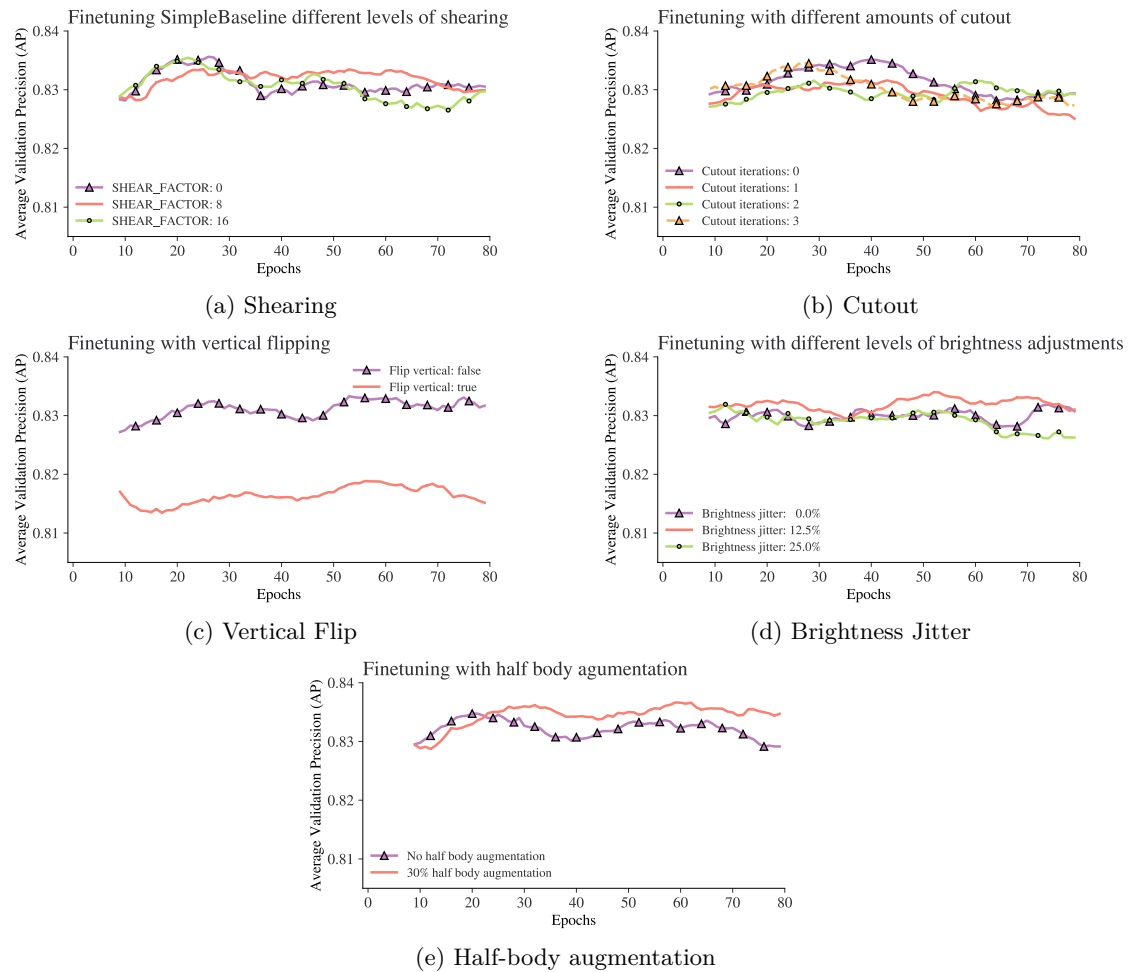 Finetuning SimpleBaseline different levels of shearing
Average Validation Precision (AP)
0.84
0.83
0.82
0.81
SHEAR_FACTOR: 0
SHEAR_FACTOR: 8
SHEAR_FACTOR: 16
0 10 20 30 40 50 60 70 80
Epochs
(a) Shearing
Finetuning with different amounts of cutout
Average Validation Precision (AP)
0.84
0.83
0.82
0.81
Cutout iterations: 0
Cutout iterations: 1
Cutout iterations: 2
Cutout iterations: 3
0 10 20 30 40 50 60 70 80
Epochs
(b) Cutout
Finetuning with vertical flipping
Average Validation Precision (AP)
0.84
0.83
0.82
0.81
Flip vertical: false
Flip vertical: true
0 10 20 30 40 50 60 70 80
Epochs
(c) Vertical Flip
Finetuning with different levels of brightness adjustments
Average Validation Precision (AP)
0.84
0.83
0.82
0.81
Brightness jitter: 0.0%
Brightness jitter: 12.5%
Brightness jitter: 25.0%
0 10 20 30 40 50 60 70 80
Epochs
(d) Brightness Jitter
Finetuning with half body agumentation
Average Validation Precision (AP)
0.84
0.83
0.82
0.81
No half body augmentation
30% half body augmentation
0 10 20 30 40 50 60 70 80
Epochs
(e) Half-body augmentation